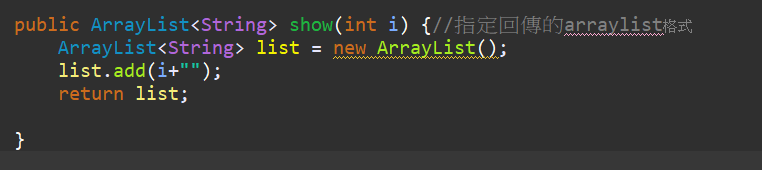 public ArrayList<String> show(int i) {//指定回傳的arraylist格式
    ArrayList<String> list = new ArrayList();
    list.add(i+"");
    return list;

}